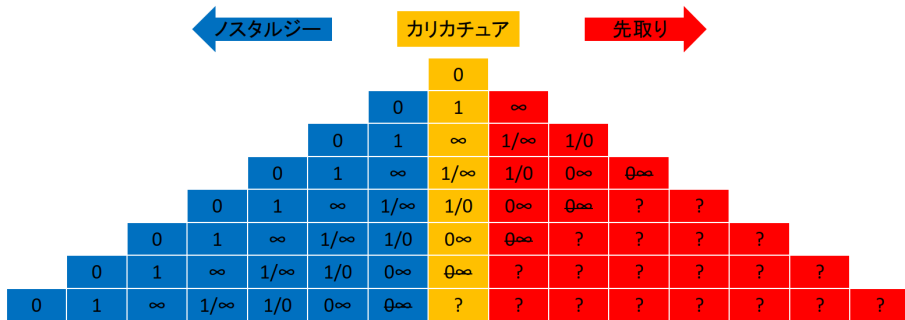 ノスタルジー カリカチュア 先取り
0
0 1 ∞
0 1 ∞ 1/∞ 1/0
0 1 ∞ 1/∞ 1/0 0∞ 0∞
0 1 ∞ 1/∞ 1/0 0∞ 0∞ ? ?
0 1 ∞ 1/∞ 1/0 0∞ 0∞ ? ? ? ?
0 1 ∞ 1/∞ 1/0 0∞ 0∞ ? ? ? ? ? ?
0 1 ∞ 1/∞ 1/0 0∞ 0∞ ? ? ? ? ? ? ? ?